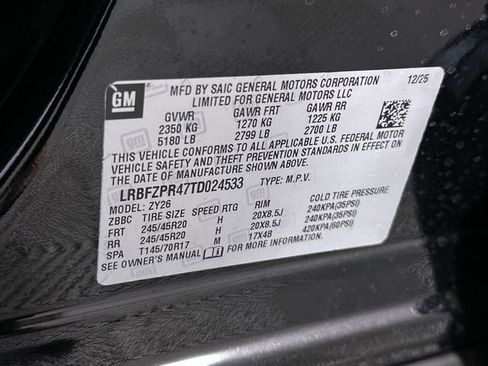 GM
MFD BY SAIC GENERAL MOTORS CORPORATION 12/25
LIMITED FOR GENERAL MOTORS LLC
GVWR GAWR FRT GAWR RR
2350 KG 1270 KG 1225 KG
5180 LB 2799 LB 2700 LB
THIS VEHICLE CONFORMS TO ALL APPLICABLE U.S. FEDERAL MOTOR
VEHICLE SAFETY AND THEFT PREVENTION STANDARDS IN
EFFECT ON THE DATE OF MANUFACTURE SHOWN ABOVE.
LRBFZPR47TD024533 TYPE: M.P.V.
MODEL: ZY26
ZBBC TIRE SIZE SPEED RTG RIM COLD TIRE PRESSURE
FRT 245/45R20 H 20X8.5J 240KPA(35PSI)
RR 245/45R20 H 20X8.5J 240KPA(35PSI)
SPA T145/70R17 M 17X4B 420KPA(60PSI)
SEE OWNER'S MANUAL FOR MORE INFORMATION.